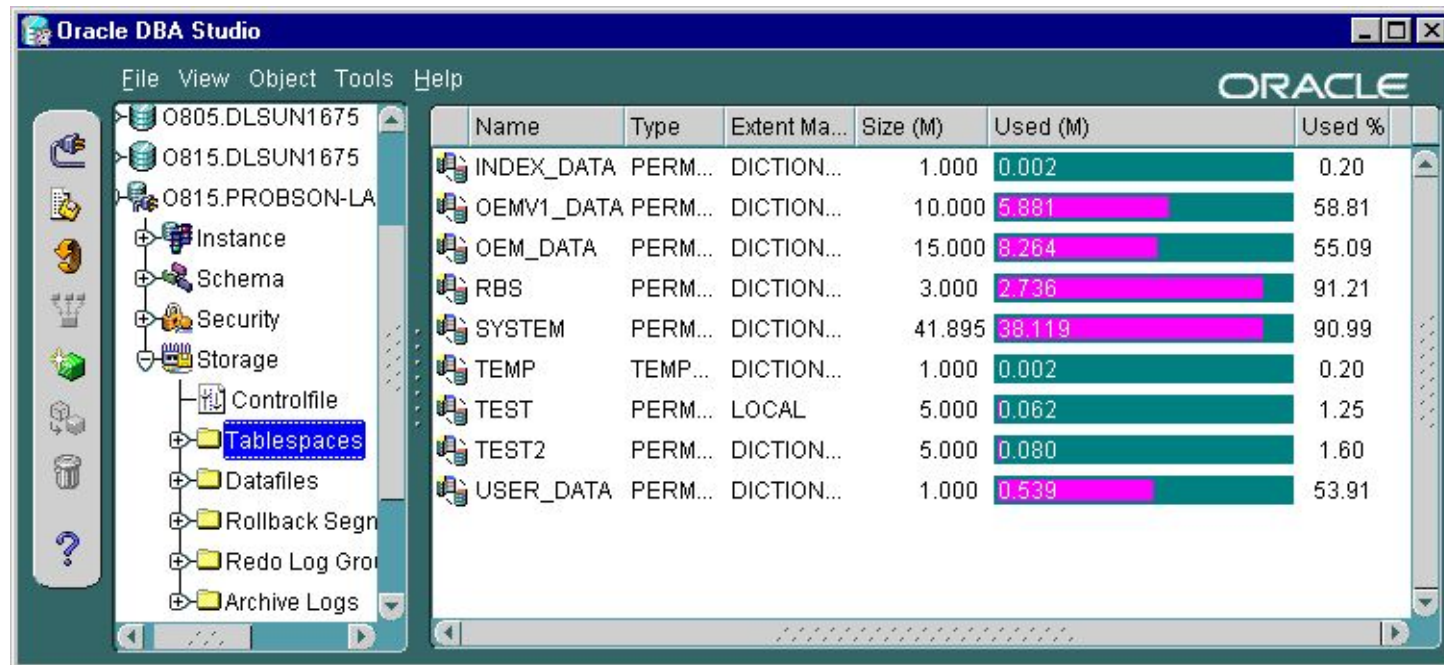 Oracle DBA Studio
File View Object Tools Help
ORACLE
O805.DLSUN1675
O815.DLSUN1675
O815.PROBSON-LA
Instance
Schema
Security
Storage
Controlfile
Tablespaces
Datafiles
Rollback Segn
Redo Log Gro
Archive Logs
Name Type Extent Ma... Size (M) Used (M) Used %
INDEX_DATA PERM... DICTION... 1.000 0.002 0.20
OEMV1_DATA PERM... DICTION... 10.000 5.881 58.81
OEM_DATA PERM... DICTION... 15.000 8.264 55.09
RBS PERM... DICTION... 3.000 2.736 91.21
SYSTEM PERM... DICTION... 41.895 38.119 90.99
TEMP TEMP... DICTION... 1.000 0.002 0.20
TEST PERM... LOCAL 5.000 0.062 1.25
TEST2 PERM... DICTION... 5.000 0.080 1.60
USER_DATA PERM... DICTION... 1.000 0.539 53.91